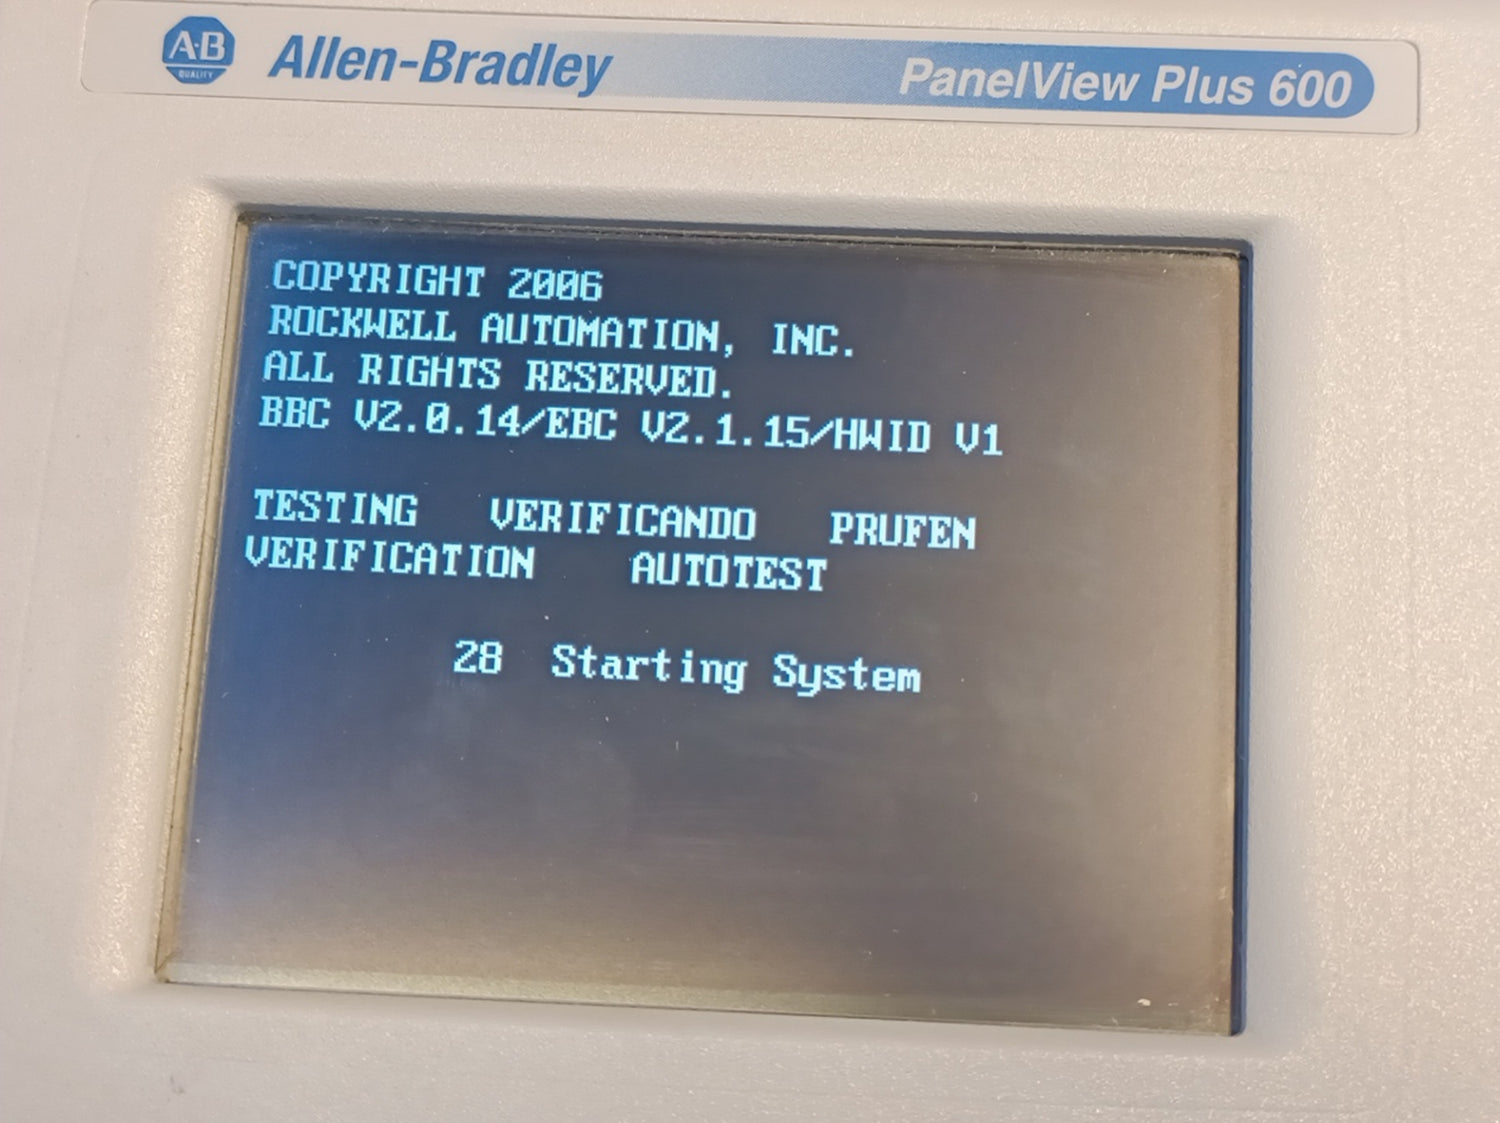 A·B
QUALITY
Allen-Bradley
PanelView Plus 600
COPYRIGHT 2006
ROCKWELL AUTOMATION, INC.
ALL RIGHTS RESERVED.
BBC V2.0.14/EBC V2.1.15/HWID V1
TESTING VERIFICANDO PRUFEN
VERIFICATION AUTOTEST
28 Starting System